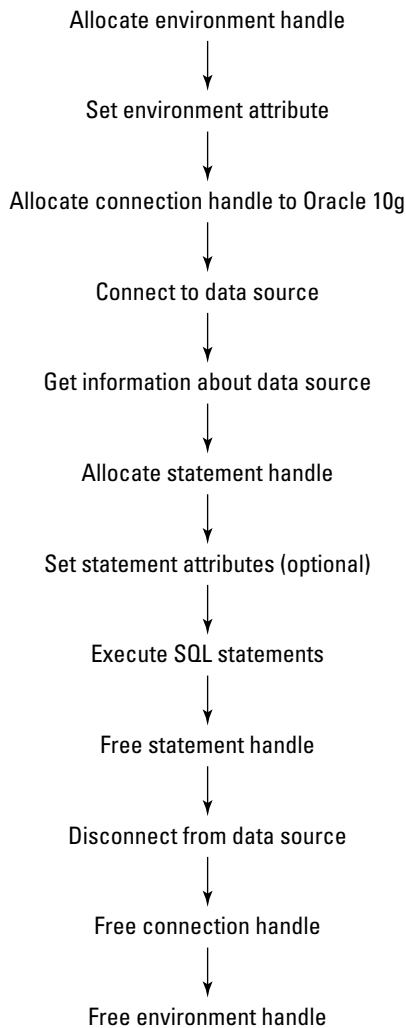 Allocate environment handle
Set environment attribute
Allocate connection handle to Oracle 10g
Connect to data source
Get information about data source
Allocate statement handle
Set statement attributes (optional)
Execute SQL statements
Free statement handle
Disconnect from data source
Free connection handle
Free environment handle